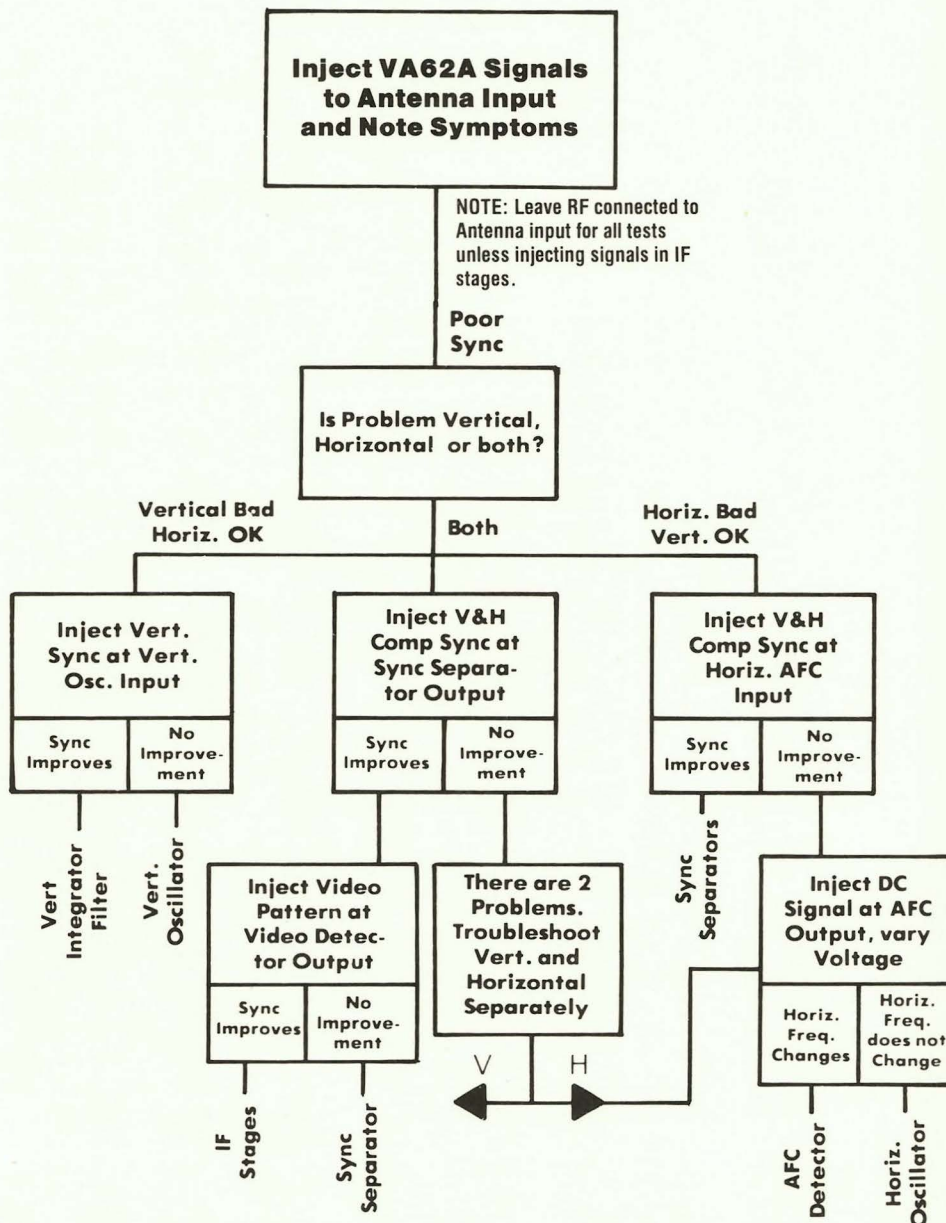 Inject VA62A Signals
to Antenna Input
and Note Symptoms
NOTE: Leave RF connected to
Antenna input for all tests
unless injecting signals in IF
stages.
Poor
Sync
Is Problem Vertical,
Horizontal or both?
Vertical Bad
Horiz. OK
Both
Horiz. Bad
Vert. OK
Inject Vert.
Sync at Vert.
Osc. Input
Sync
Improves
No
Improve-
ment
Vert
Integrator
Filter
Vert.
Oscillator
Inject V&H
Comp Sync at
Sync Separa-
tor Output
Sync
Improves
No
Improve-
ment
Inject V&H
Comp Sync at
Horiz. AFC
Input
Sync
Improves
No
Improve-
ment
Sync
Separators
Inject Video
Pattern at
Video Detec-
tor Output
Sync
Improves
No
Improve-
ment
IF
Stages
Sync
Separator
There are 2
Problems.
Troubleshoot
Vert. and
Horizontal
Separately
V
H
Inject DC
Signal at AFC
Output, vary
Voltage
Horiz.
Freq.
Changes
Horiz.
Freq.
does not
Change
AFC
Detector
Horiz.
Oscillator